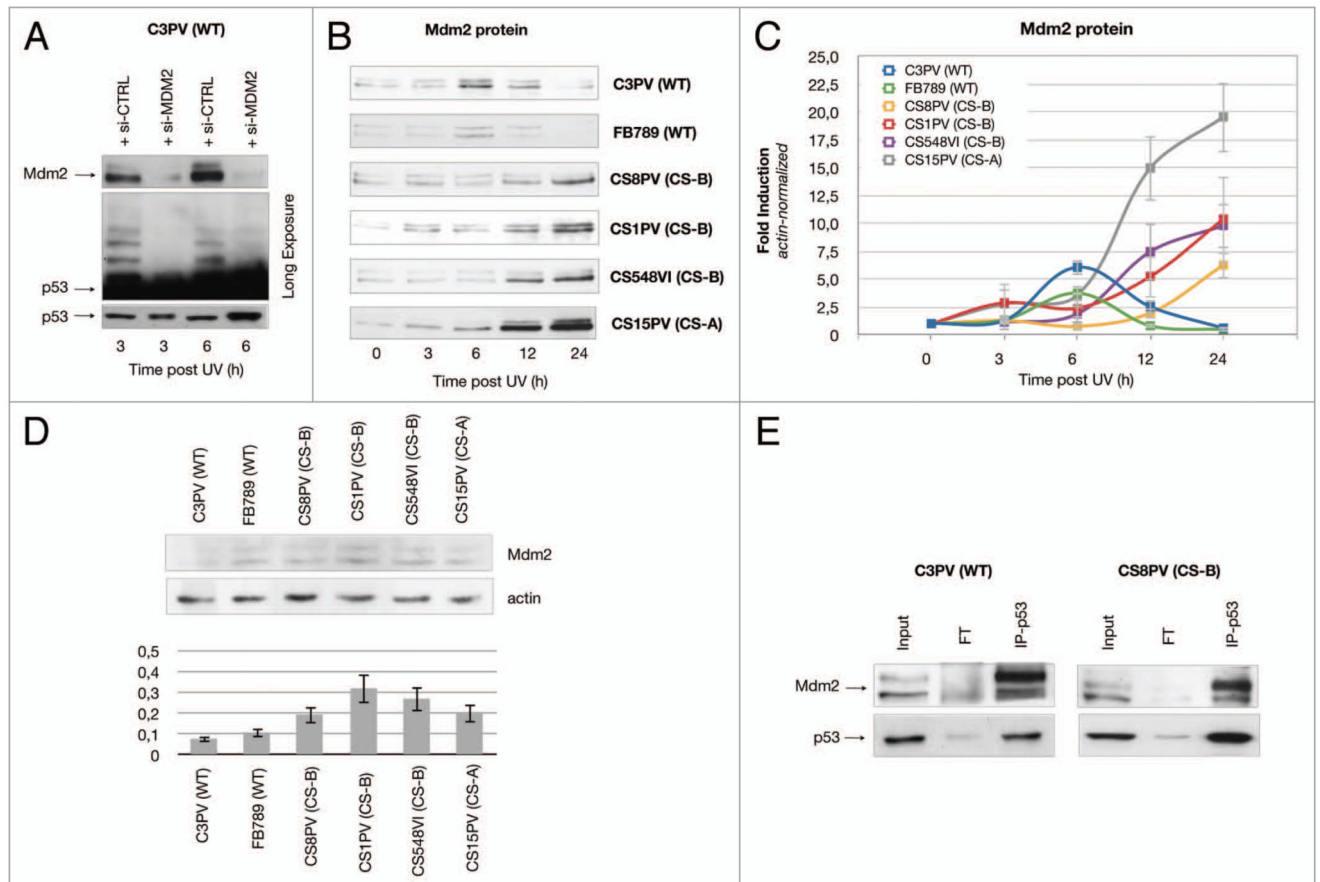 A
C3PV (WT)
+ si-CTRL
+ si-MDM2
+ si-CTRL
+ si-MDM2
Mdm2
p53
Long Exposure
p53
3 3 6 6
Time post UV (h)
B
Mdm2 protein
C3PV (WT)
FB789 (WT)
CS8PV (CS-B)
CS1PV (CS-B)
CS548VI (CS-B)
CS15PV (CS-A)
0 3 6 12 24
Time post UV (h)
C
Mdm2 protein
Fold Induction
actin-normalized
25,0
22,5
20,0
17,5
15,0
12,5
10,0
7,5
5,0
2,5
0
C3PV (WT)
FB789 (WT)
CS8PV (CS-B)
CS1PV (CS-B)
CS548VI (CS-B)
CS15PV (CS-A)
0 3 6 12 24
Time post UV (h)
D
C3PV (WT)
FB789 (WT)
CS8PV (CS-B)
CS1PV (CS-B)
CS548VI (CS-B)
CS15PV (CS-A)
Mdm2
actin
0,5
0,4
0,3
0,2
0,1
0
C3PV (WT)
FB789 (WT)
CS8PV (CS-B)
CS1PV (CS-B)
CS548VI (CS-B)
CS15PV (CS-A)
E
C3PV (WT)
CS8PV (CS-B)
Input
FT
IP-p53
Input
FT
IP-p53
Mdm2
p53